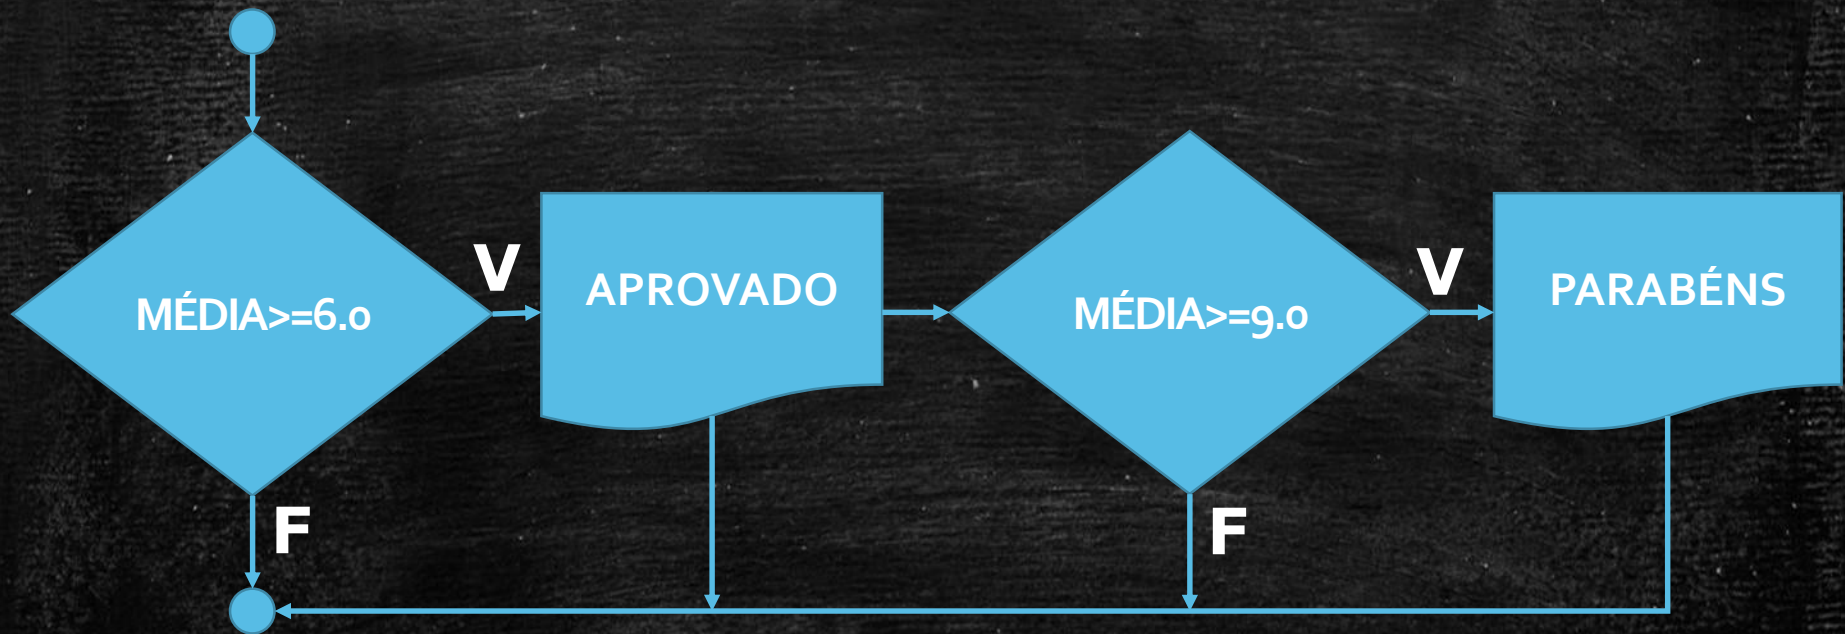 MÉDIA>=6.0
V
APROVADO
MÉDIA>=9.0
V
PARABÉNS
F
F